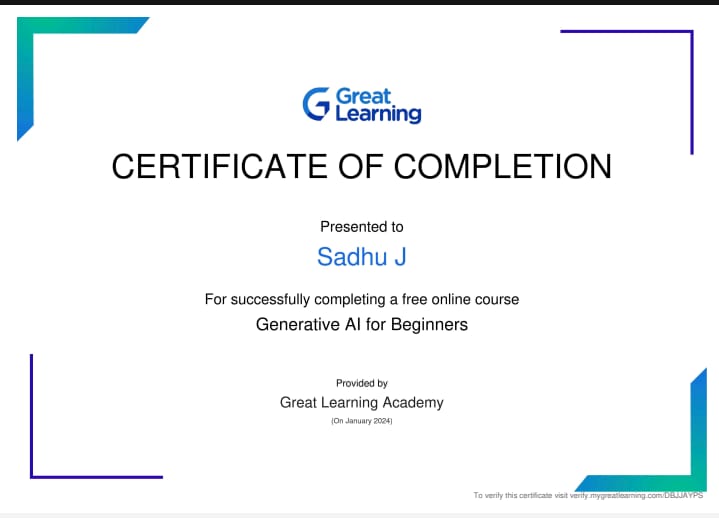 Great
Learning
CERTIFICATE OF COMPLETION
Presented to
Sadhu J
For successfully completing a free online course
Generative AI for Beginners
Provided by
Great Learning Academy
(On January 2024)
To verify this certificate visit verify.mygreatlearning.com/DBJJAYPS